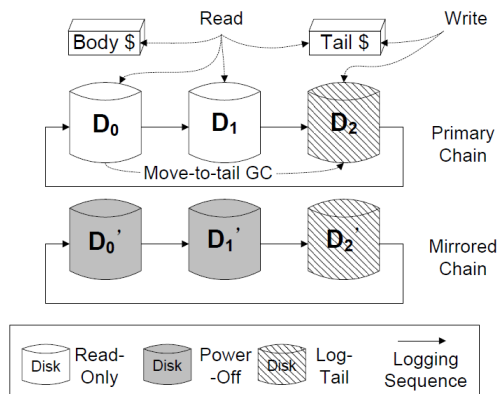 Read
Write
Body $
Tail $
D0
D1
D2
Primary
Chain
Move-to-tail GC
D0'
D1'
D2'
Mirrored
Chain
Disk
Read-
Only
Disk
Power
-Off
Disk
Log-
Tail
Logging
Sequence